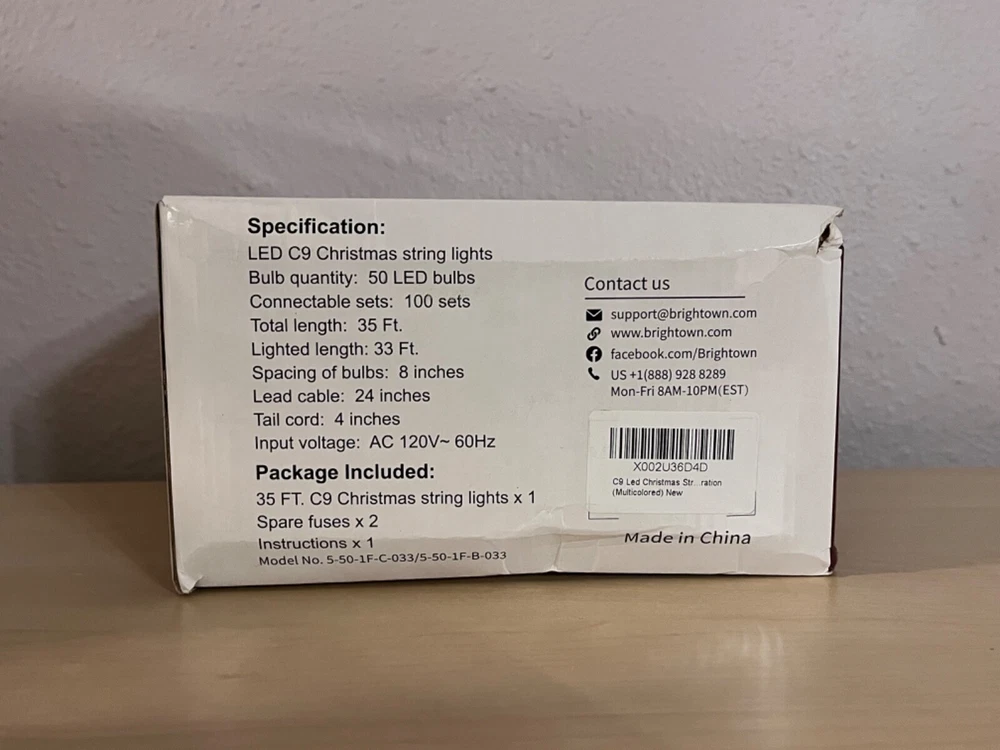 Specification:
LED C9 Christmas string lights
Bulb quantity: 50 LED bulbs
Connectable sets: 100 sets
Total length: 35 Ft.
Lighted length: 33 Ft.
Spacing of bulbs: 8 inches
Lead cable: 24 inches
Tail cord: 4 inches
Input voltage: AC 120V~ 60Hz
Package Included:
35 FT. C9 Christmas string lights x 1
Spare fuses x 2
Instructions x 1
Model No. 5-50-1F-C-033/5-50-1F-B-033
Contact us
support@brightown.com
www.brightown.com
facebook.com/Brightown
US +1(888) 928 8289
Mon-Fri 8AM-10PM(EST)
X002U36D4D
C9 Led Christmas Str...ration
(Multicolored) New
Made in China